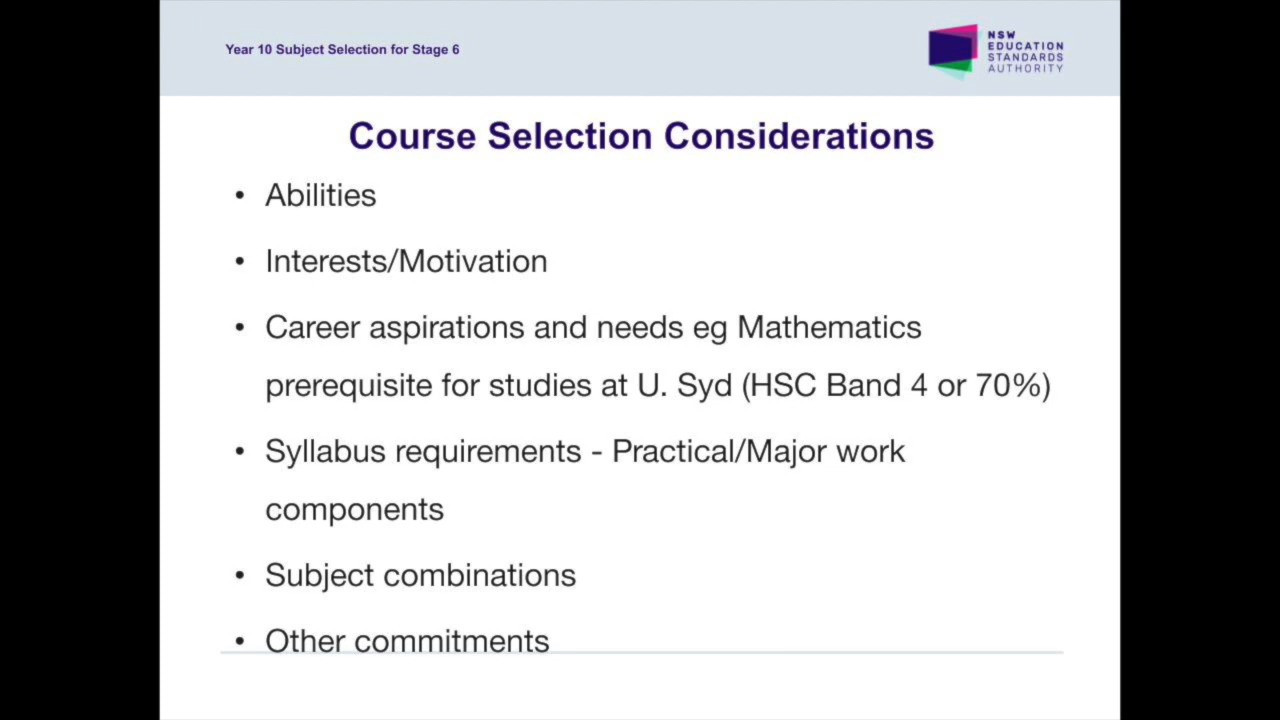 Year 10 Subject Selection for Stage 6
NSW
EDUCATION
STANDARDS
AUTHORITY
Course Selection Considerations
• Abilities
• Interests/Motivation
• Career aspirations and needs eg Mathematics
prerequisite for studies at U. Syd (HSC Band 4 or 70%)
• Syllabus requirements - Practical/Major work
components
• Subject combinations
• Other commitments